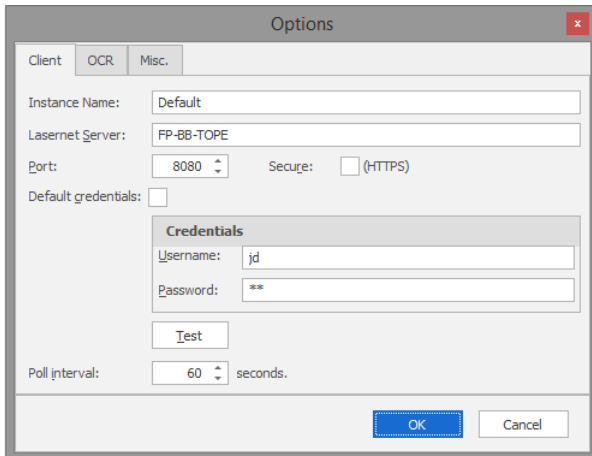 Options
x
Client OCR Misc.
Instance Name: Default
Lasernet Server: FP-BB-TOPE
Port: 8080 Secure: (HTTPS)
Default credentials:
Credentials
Username: jd
Password: **
Test
Poll interval: 60 seconds.
OK Cancel